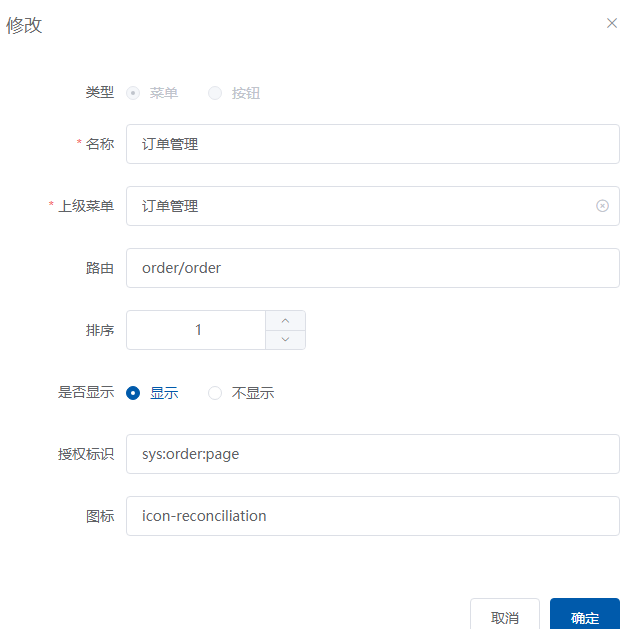 修改
类型 菜单 按钮
* 名称 订单管理
* 上级菜单 订单管理
路由 order/order
排序 1
是否显示 显示 不显示
授权标识 sys:order:page
图标 icon-reconciliation
取消 确定